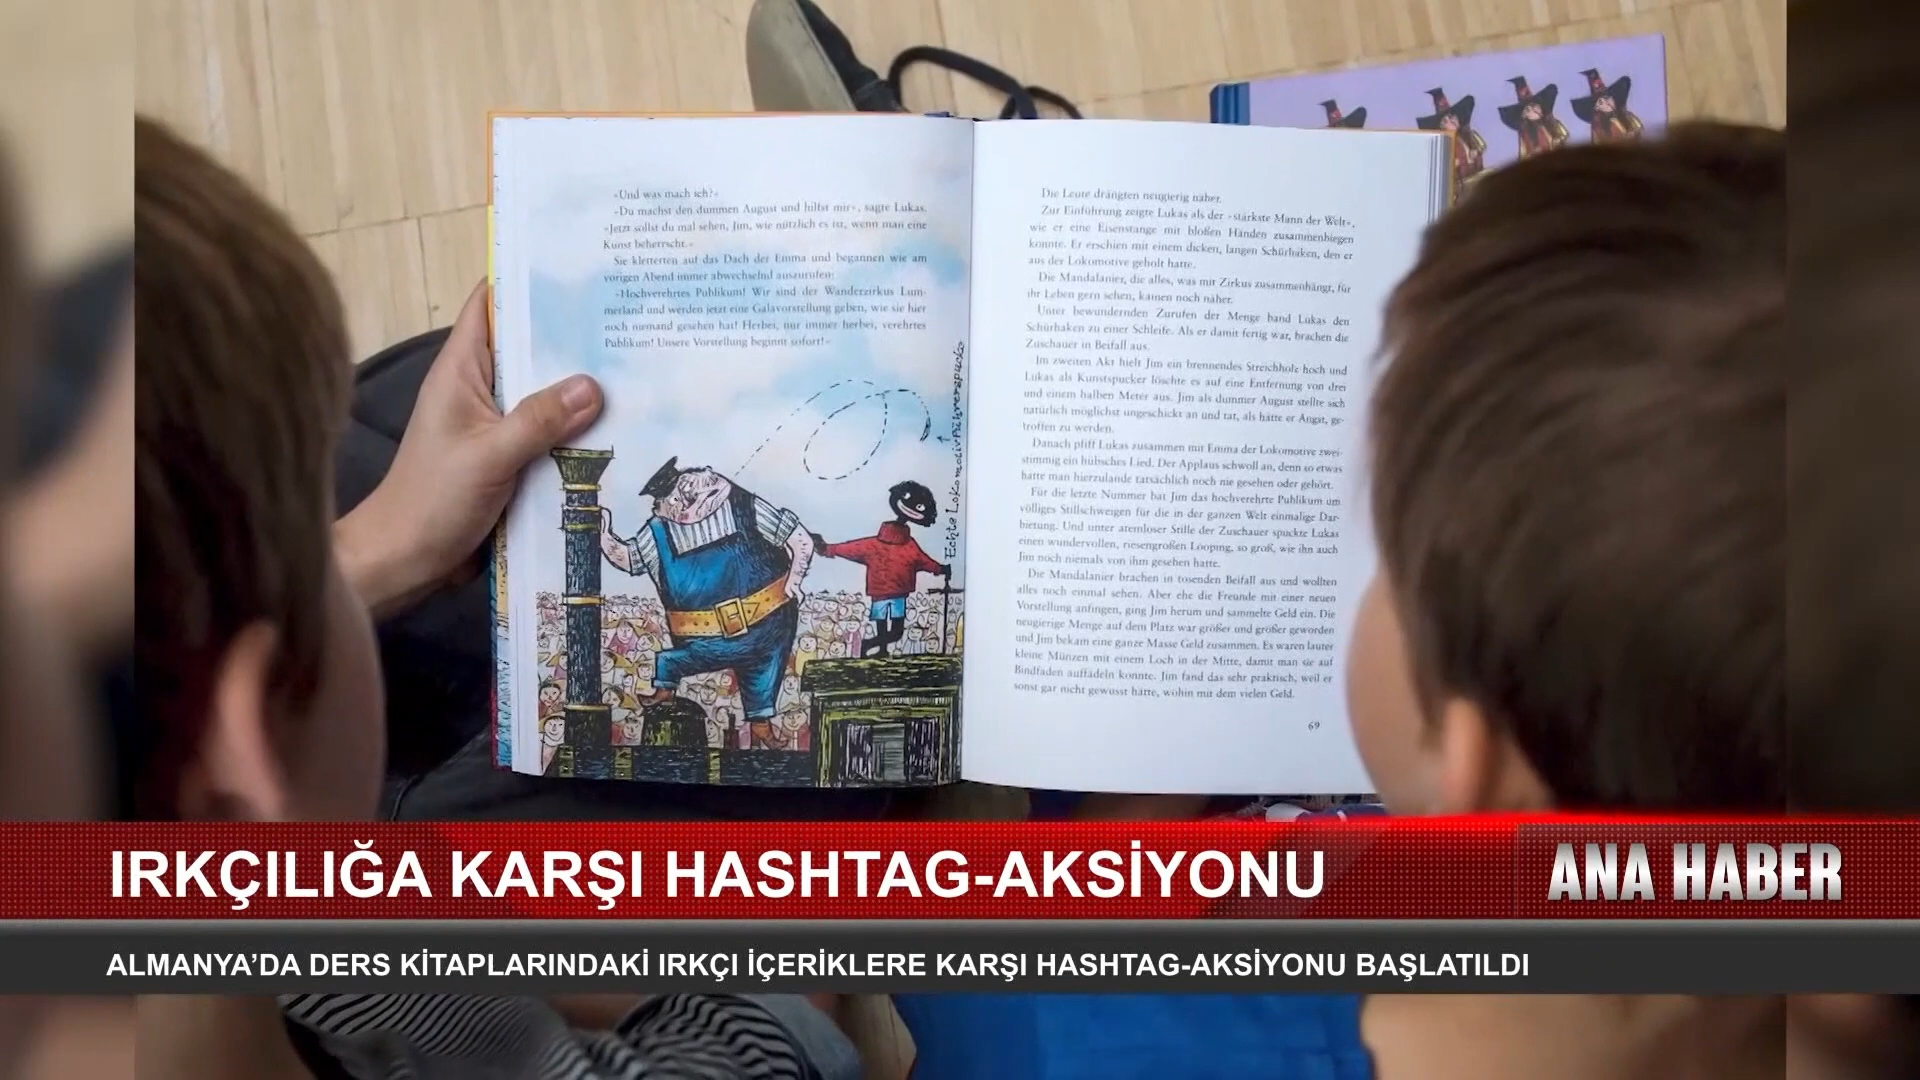 »Und was mach ich?«
»Du machst den dummen August und hilfst mir«, sagte Lukas.
»Jetzt sollst du mal sehen, Jim, wie nützlich es ist, wenn man eine
Kunst beherrscht.«
Sie kletterten auf das Dach der Emma und begannen wie am
vorigen Abend immer abwechselnd auszurufen:
»Hochverehrtes Publikum! Wir sind der Wanderzirkus Lum-
merland und werden jetzt eine Galavorstellung geben, wie sie hier
noch niemand gesehen hat! Herbei, nur immer herbei, verehrtes
Publikum! Unsere Vorstellung beginnt sofort!«
Echte Lokomotivführerspucke
Die Leute drängten neugierig näher.
Zur Einführung zeigte Lukas als der »stärkste Mann der Welt«,
wie er eine Eisenstange mit bloßen Händen zusammenbiegen
konnte. Er erschien mit einem dicken, langen Schürhaken, den er
aus der Lokomotive geholt hatte.
Die Mandalanier, die alles, was mit Zirkus zusammenhängt, für
ihr Leben gern sehen, kamen noch näher.
Unter bewundernden Zurufen der Menge band Lukas den
Schürhaken zu einer Schleife. Als er damit fertig war, brachen die
Zuschauer in Beifall aus.
Im zweiten Akt hielt Jim ein brennendes Streichholz hoch und
Lukas als Kunstspucker löschte es auf eine Entfernung von drei
und einem halben Meter aus. Jim als dummer August stellte sich
natürlich möglichst ungeschickt an und tat, als hätte er Angst, ge-
troffen zu werden.
Danach pfiff Lukas zusammen mit Emma der Lokomotive zwei-
stimmig ein hübsches Lied. Der Applaus schwoll an, denn so etwas
hatte man hierzulande tatsächlich noch nie gesehen oder gehört.
Für die letzte Nummer bat Jim das hochverehrte Publikum um
völliges Stillschweigen für die in der ganzen Welt einmalige Dar-
bietung. Und unter atemloser Stille der Zuschauer spuckte Lukas
einen wundervollen, riesengroßen Looping, so groß, wie ihn auch
Jim noch niemals von ihm gesehen hatte.
Die Mandalanier brachen in tosenden Beifall aus und wollten
alles noch einmal sehen. Aber ehe die Freunde mit einer neuen
Vorstellung anfingen, ging Jim herum und sammelte Geld ein. Die
neugierige Menge auf dem Platz war größer und größer geworden
und Jim bekam eine ganze Masse Geld zusammen. Es waren lauter
kleine Münzen mit einem Loch in der Mitte, damit man sie auf
Bindfaden auffädeln konnte. Jim fand das sehr praktisch, weil er
sonst gar nicht gewusst hätte, wohin mit dem vielen Geld.
69
IRKÇILIĞA KARŞI HASHTAG-AKSİYONU
ANA HABER
ALMANYA'DA DERS KİTAPLARINDAKİ IRKÇI İÇERİKLERE KARŞI HASHTAG-AKSİYONU BAŞLATILDI